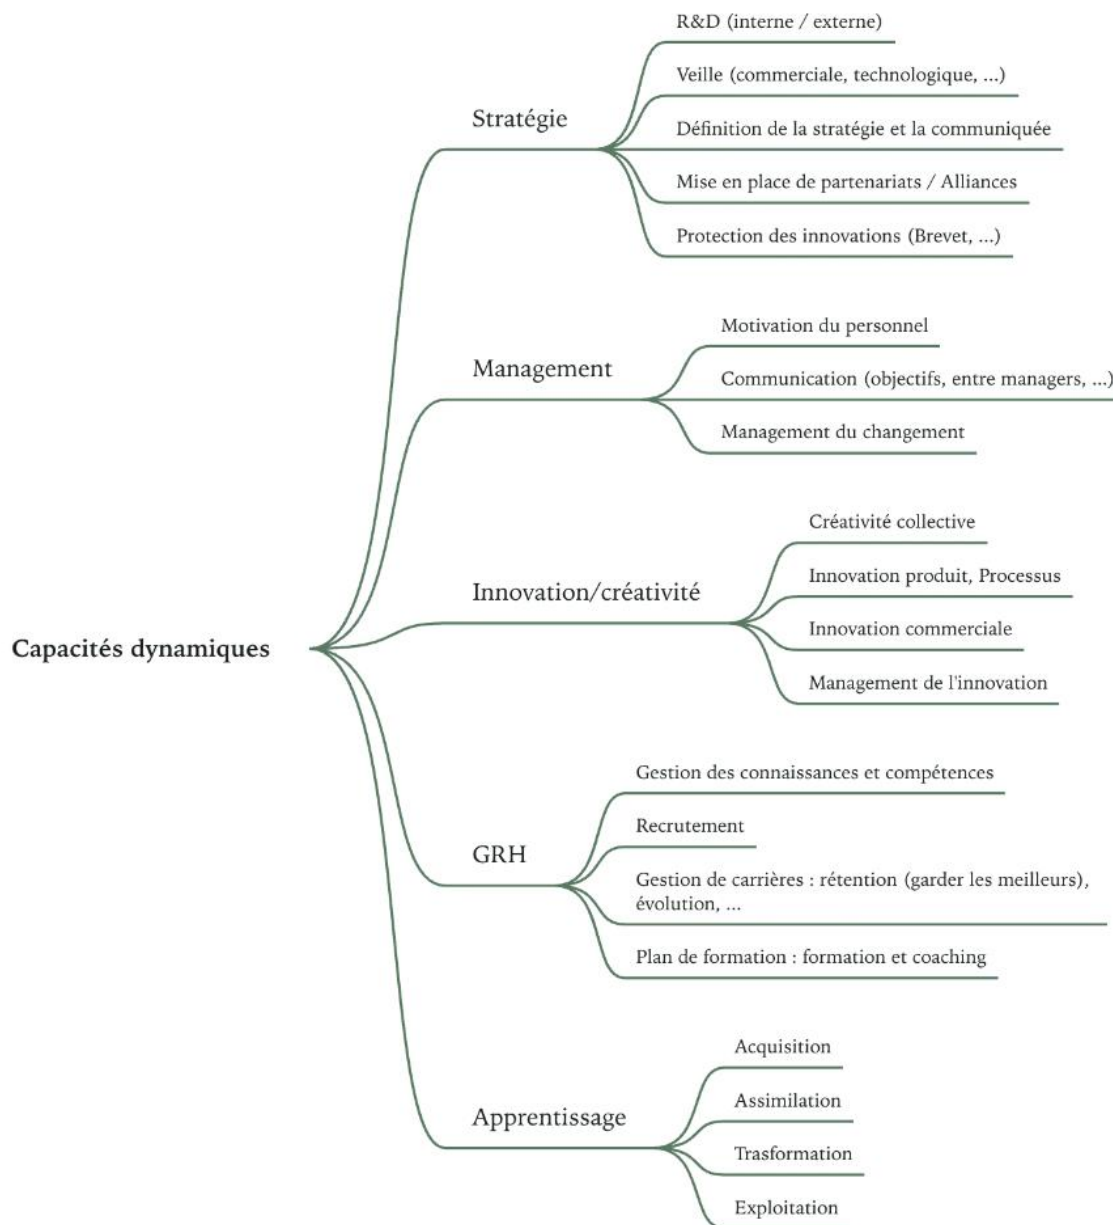 Capacités dynamiques
Stratégie
R&D (interne / externe)
Veille (commerciale, technologique, ...)
Définition de la stratégie et la communiquée
Mise en place de partenariats / Alliances
Protection des innovations (Brevet, ...)
Management
Motivation du personnel
Communication (objectifs, entre managers, ...)
Management du changement
Innovation/créativité
Créativité collective
Innovation produit, Processus
Innovation commerciale
Management de l'innovation
GRH
Gestion des connaissances et compétences
Recrutement
Gestion de carrières : rétention (garder les meilleurs),
évolution, ...
Plan de formation : formation et coaching
Apprentissage
Acquisition
Assimilation
Trasformation
Exploitation